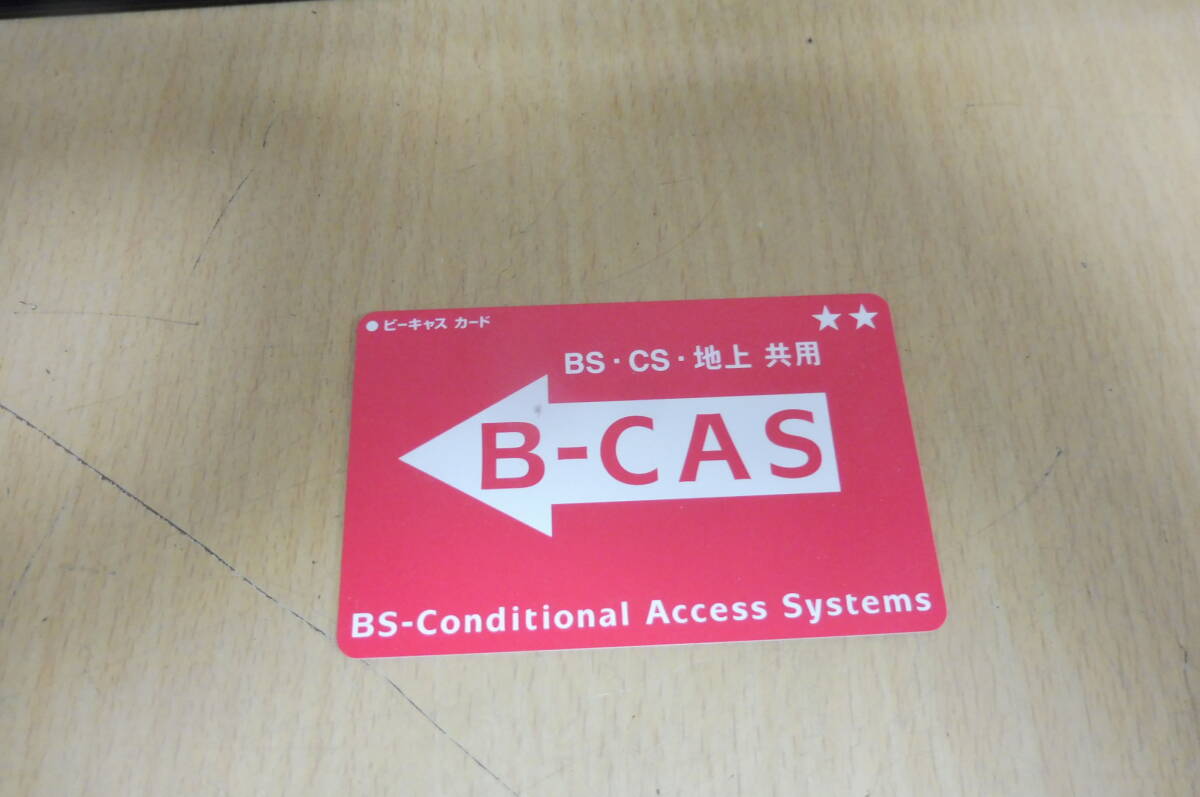 ●ビーキャス カード
★★
BS・CS・地上 共用
B-CAS
BS-Conditional Access Systems